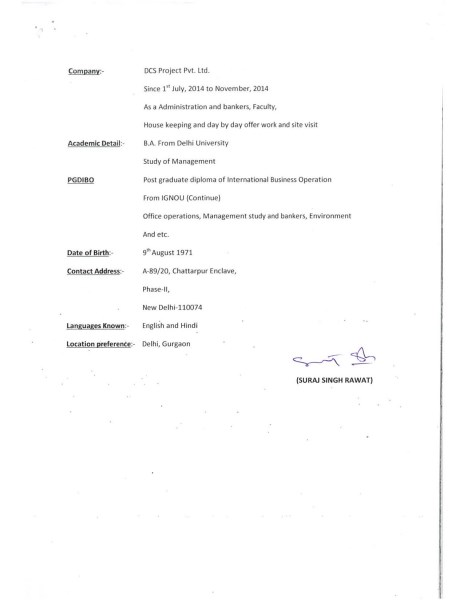 Company:- DCS Project Pvt. Ltd.
Since 1st July, 2014 to November, 2014
As a Administration and bankers, Faculty,
House keeping and day by day offer work and site visit
Academic Detail:- B.A. From Delhi University
Study of Management
PGDIBO Post graduate diploma of International Business Operation
From IGNOU (Continue)
Office operations, Management study and bankers, Environment
And etc.
Date of Birth:- 9th August 1971
Contact Address:- A-89/20, Chattarpur Enclave,
Phase-II,
New Delhi-110074
Languages Known:- English and Hindi
Location preference:- Delhi, Gurgaon
(SURAJ SINGH RAWAT)